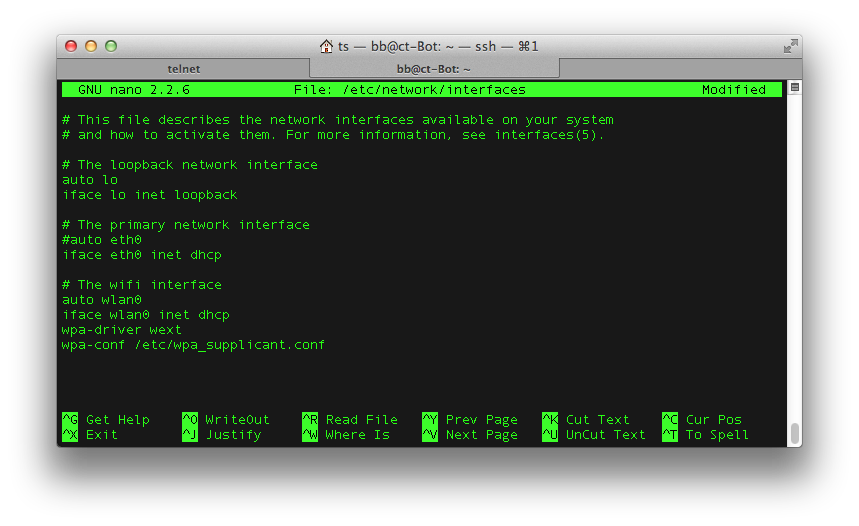 ts — bb@ct-Bot: ~ — ssh — ⌘1
telnet bb@ct-Bot: ~
GNU nano 2.2.6 File: /etc/network/interfaces Modified
# This file describes the network interfaces available on your system
# and how to activate them. For more information, see interfaces(5).
# The loopback network interface
auto lo
iface lo inet loopback
# The primary network interface
#auto eth0
iface eth0 inet dhcp
# The wifi interface
auto wlan0
iface wlan0 inet dhcp
wpa-driver wext
wpa-conf /etc/wpa_supplicant.conf
^G Get Help ^O WriteOut ^R Read File ^Y Prev Page ^K Cut Text ^C Cur Pos
^X Exit ^J Justify ^W Where Is ^V Next Page ^U UnCut Text ^T To Spell